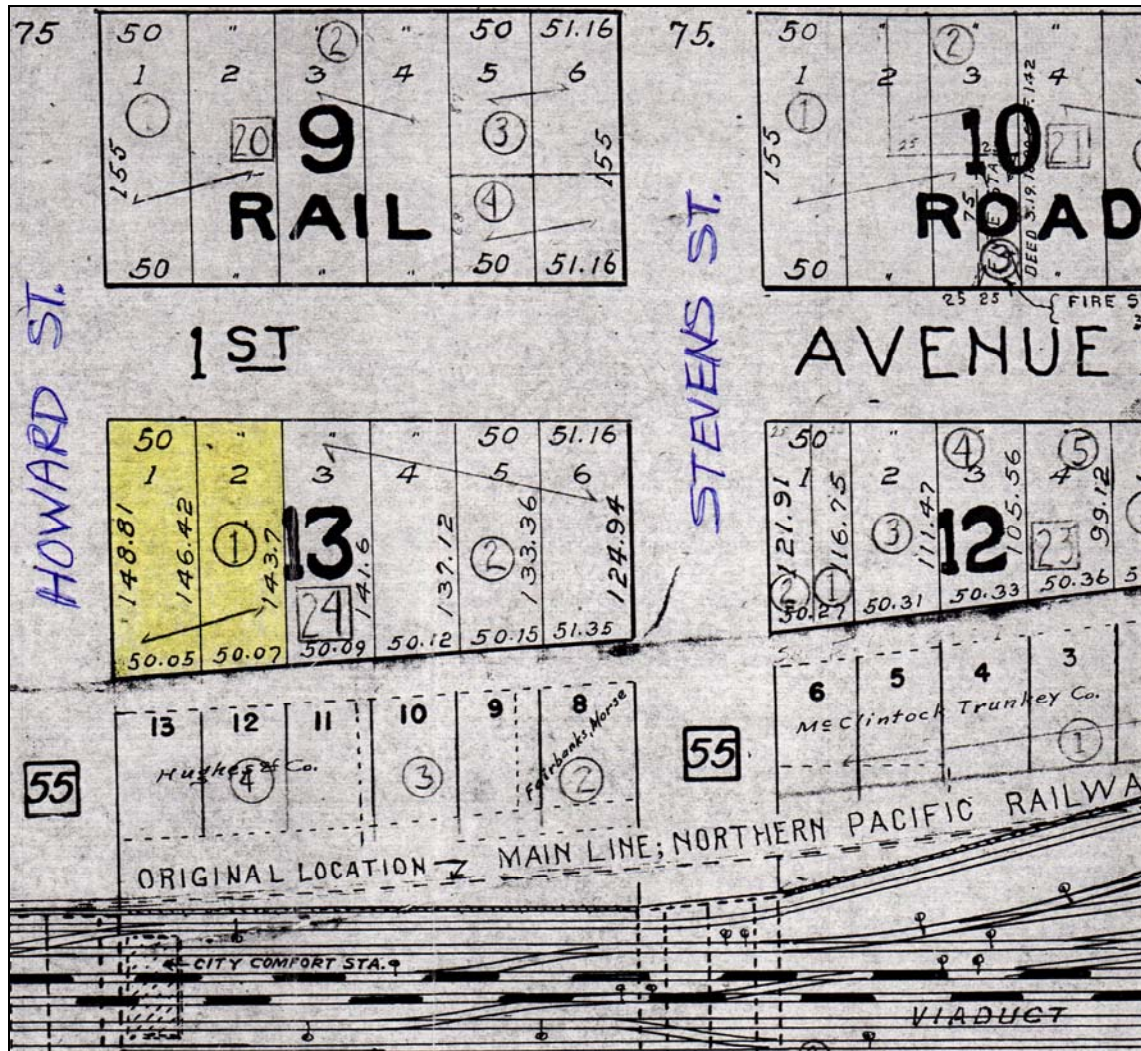 75 50 " " 50 51.16 75. 50 " "
2 2
1 2 3 4 5 6 1 2 3 4
1 20 9 3 1 10 21
155 155 155 25
4
RAIL ROAD
75
50 " " 50 51.16 50 "
25 25 FIRE S
HOWARD ST.
STEVENS ST.
1ST AVENUE
50 " " 50 51.16 25 50 " "
1 2 3 4 5 6 1 2 3 4
4 5
148.81 146.42 143.7 141.6 137.12 133.36 124.94 121.91 116.75 111.47 105.56 99.12
1 13 2 3 12 23
24 2 1
50.05 50.07 50.09 50.12 50.15 51.35 50.27 50.31 50.33 50.36
13 12 11 10 9 8 6 5 4 3
Fairbanks, Morse McClintock Trunkey Co.
55 Co. 4 3 2 55 1
ORIGINAL LOCATION MAIN LINE; NORTHERN PACIFIC RAILWA
CITY COMFORT STA.
VIADUCT